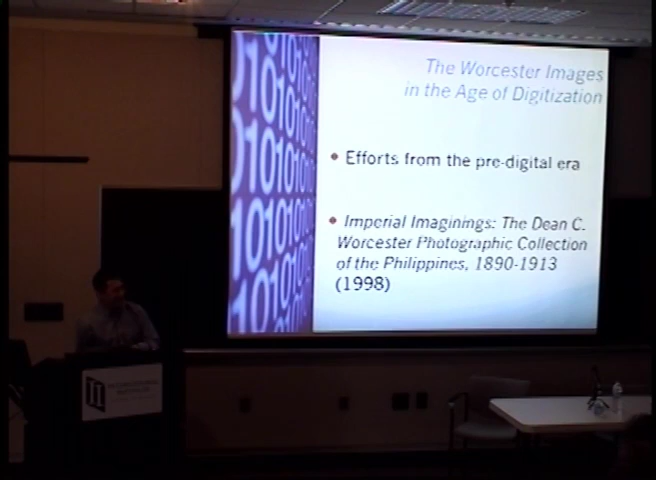 The Worcester Images
in the Age of Digitization
• Efforts from the pre-digital era
• Imperial Imaginings: The Dean C.
Worcester Photographic Collection
of the Philippines, 1890-1913
(1998)